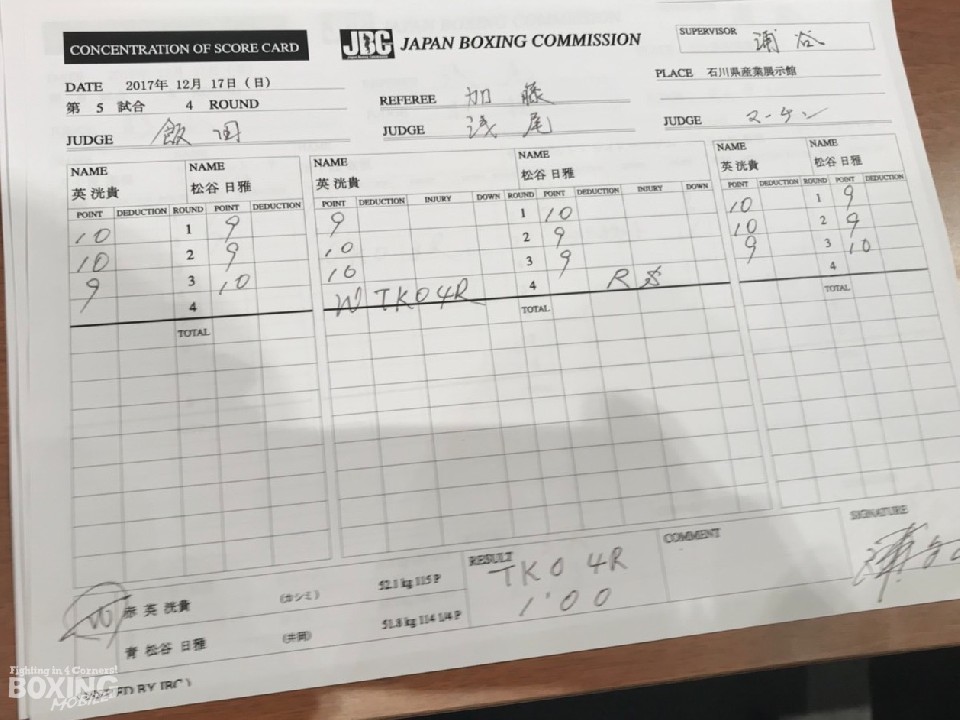 CONCENTRATION OF SCORE CARD
JBC JAPAN BOXING COMMISSION
SUPERVISOR 浦谷
DATE 2017年 12月 17日 (日)
PLACE 石川県産業展示館
第 5 試合 4 ROUND
REFEREE 加藤
JUDGE 飯田
JUDGE 浅尾
JUDGE マーチン
NAME 英 洸貴 NAME 松谷 日雅
POINT DEDUCTION ROUND POINT DEDUCTION
10 1 9
10 2 9
9 3 10
4
TOTAL
NAME 英 洸貴 NAME 松谷 日雅
POINT DEDUCTION INJURY DOWN ROUND POINT DEDUCTION INJURY DOWN
9 1 10
10 2 9
10 3 9
W TKO 4R 4 RS
TOTAL
NAME 英 洸貴 NAME 松谷 日雅
POINT DEDUCTION ROUND POINT DEDUCTION
10 1 9
10 2 9
9 3 10
4
TOTAL
W 赤 英 洸貴 (カシミ) 52.1 kg 115 P
青 松谷 日雅 (共同) 51.8 kg 114 1/4 P
RESULT
TKO 4R
1'00
COMMENT
SIGNATURE
ED BY JBC)
Fighting in 4 Corners!
BOXING
MOBILE